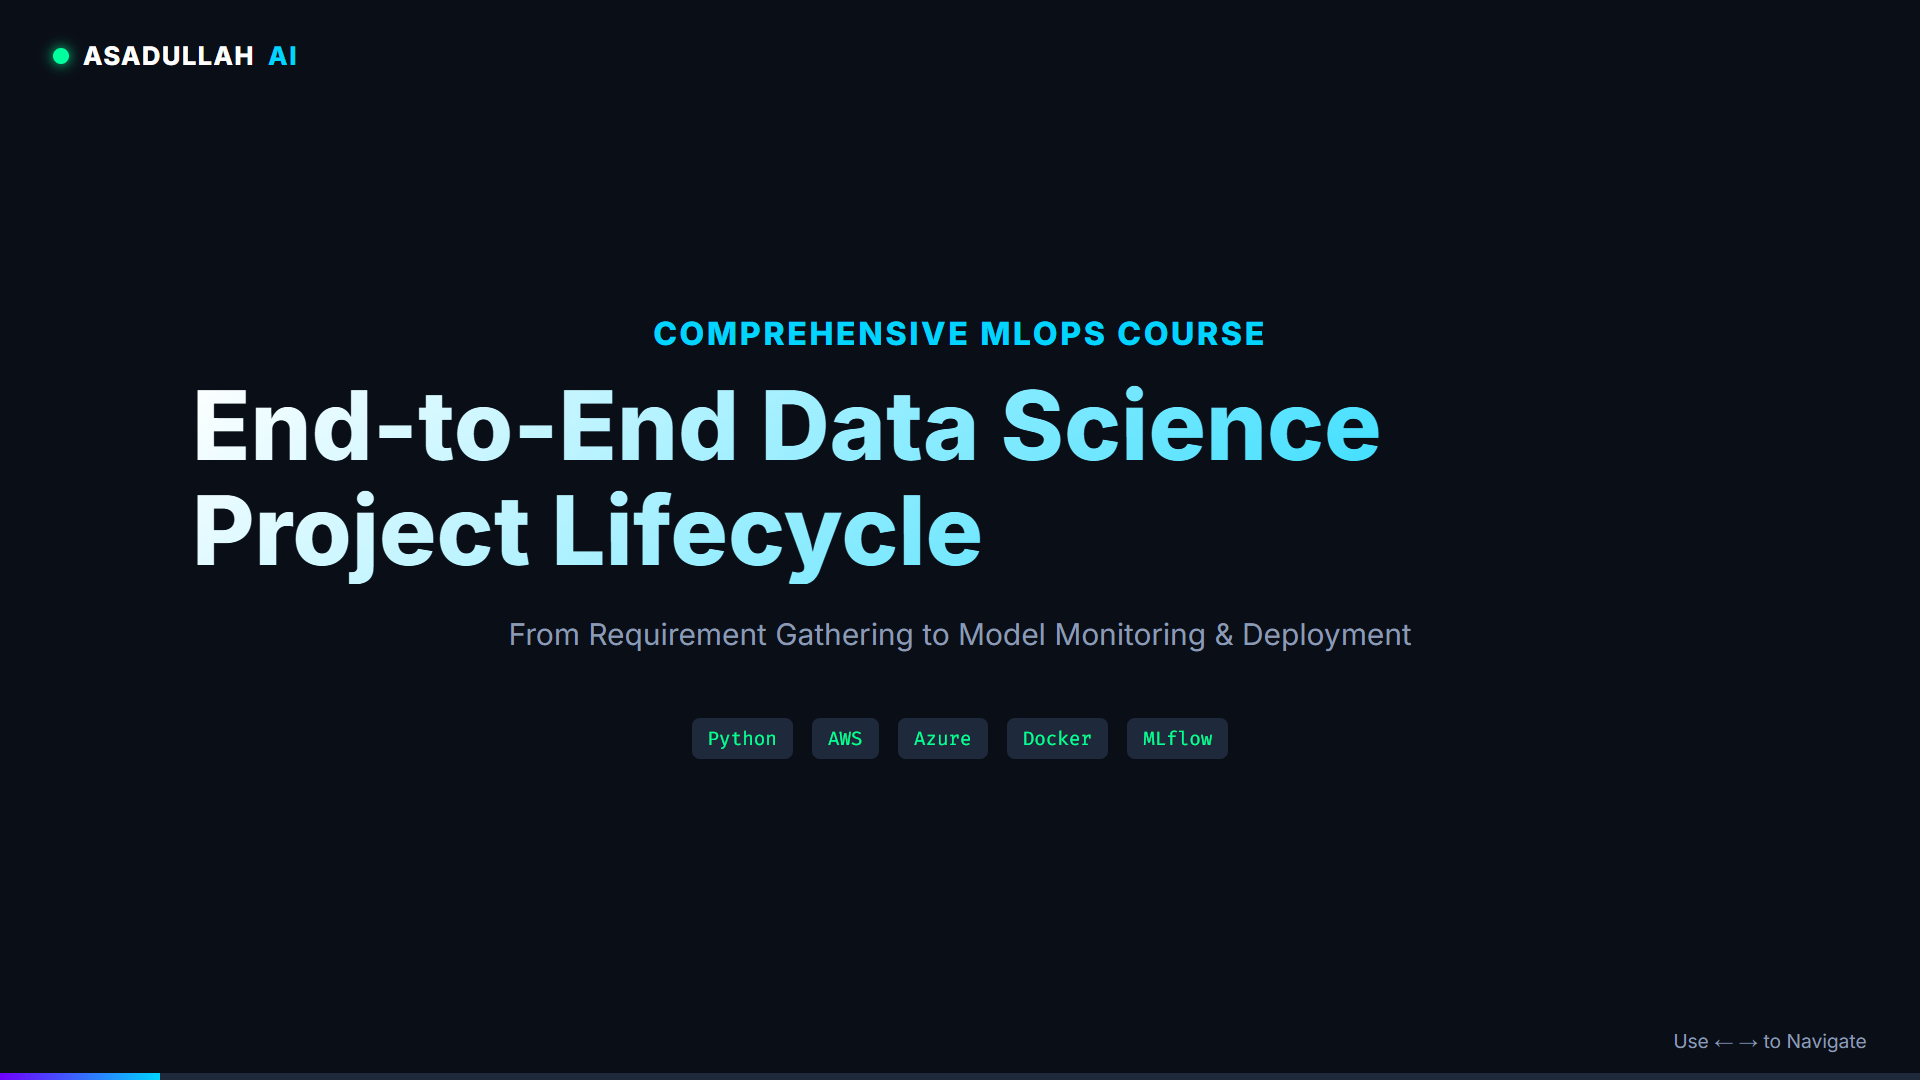 ASADULLAH AI
COMPREHENSIVE MLOPS COURSE
End-to-End Data Science
Project Lifecycle
From Requirement Gathering to Model Monitoring & Deployment
Python AWS Azure Docker MLflow
Use ← → to Navigate